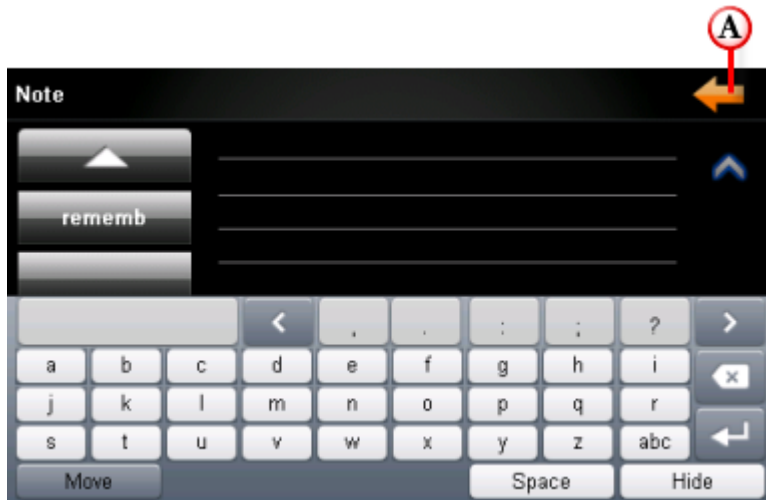 A
Note
rememb
, . : ; ?
a b c d e f g h i
j k l m n o p q r
s t u v w x y z abc
Move Space Hide